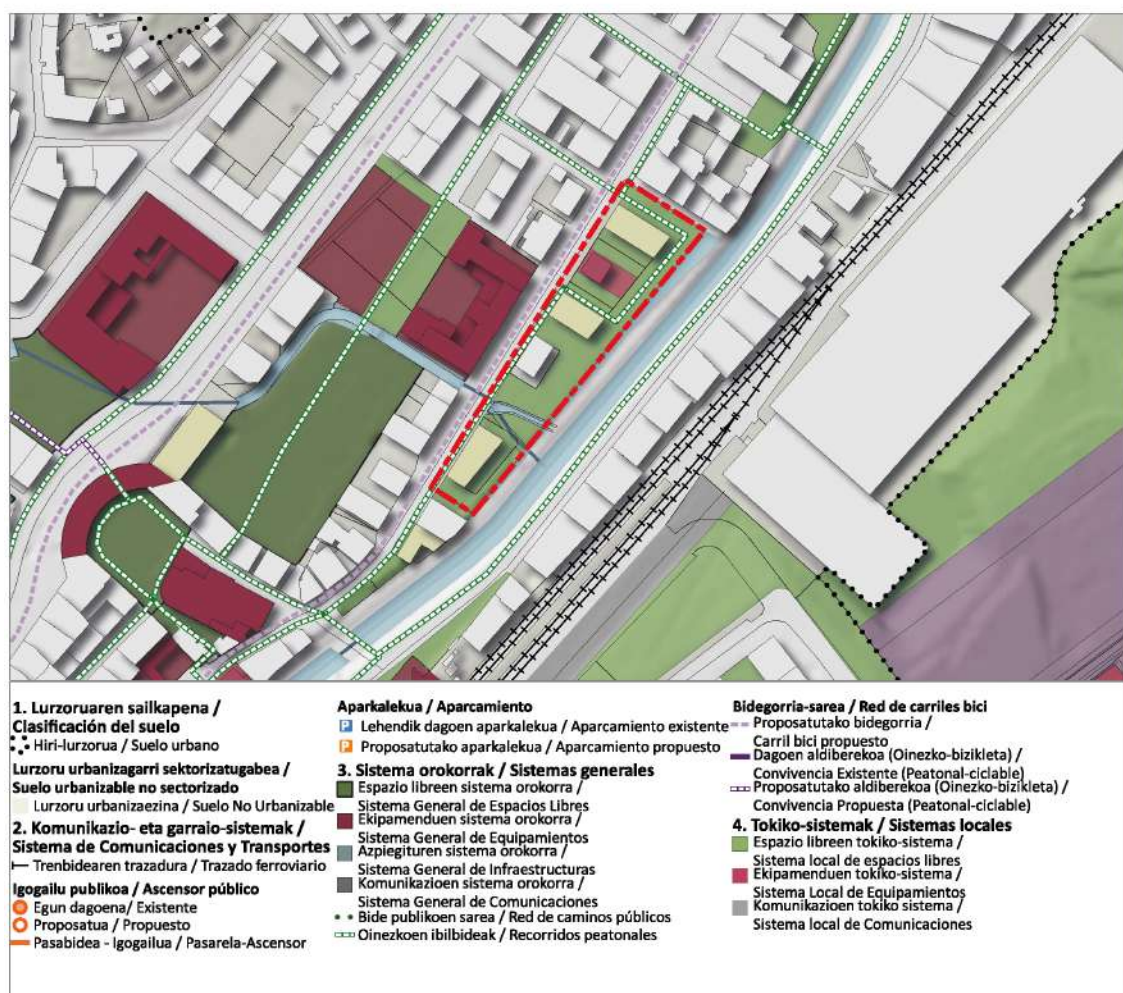 1. Lurzoruaren sailkapena /
Clasificación del suelo
Hiri-lurzorua / Suelo urbano
Lurzoru urbanizagarri sektorizatugabea /
Suelo urbanizable no sectorizado
Lurzoru urbanizaezina / Suelo No Urbanizable
2. Komunikazio- eta garraio-sistemak /
Sistema de Comunicaciones y Transportes
Trenbidearen trazadura / Trazado ferroviario
Igogailu publikoa / Ascensor público
Egun dagoena/ Existente
Proposatua / Propuesto
Pasabidea - Igogailua / Pasarela-Ascensor
Aparkalekua / Aparcamiento
P Lehendik dagoen aparkalekua / Aparcamiento existente
P Proposatutako aparkalekua / Aparcamiento propuesto
3. Sistema orokorrak / Sistemas generales
Espazio libreen sistema orokorra /
Sistema General de Espacios Libres
Ekipamenduen sistema orokorra /
Sistema General de Equipamientos
Azpiegituren sistema orokorra /
Sistema General de Infraestructuras
Komunikazioen sistema orokorra /
Sistema General de Comunicaciones
Bide publikoen sarea / Red de caminos públicos
Oinezkoen ibilbideak / Recorridos peatonales
Bidegorria-sarea / Red de carriles bici
Proposatutako bidegorria /
Carril bici propuesto
Dagoen aldiberekoa (Oinezko-bizikleta) /
Convivencia Existente (Peatonal-ciclable)
Proposatutako aldiberekoa (Oinezko-bizikleta) /
Convivencia Propuesta (Peatonal-ciclable)
4. Tokiko-sistemak / Sistemas locales
Espazio libreen tokiko-sistema /
Sistema local de espacios libres
Ekipamenduen tokiko-sistema /
Sistema Local de Equipamientos
Komunikazioen tokiko sistema /
Sistema local de Comunicaciones